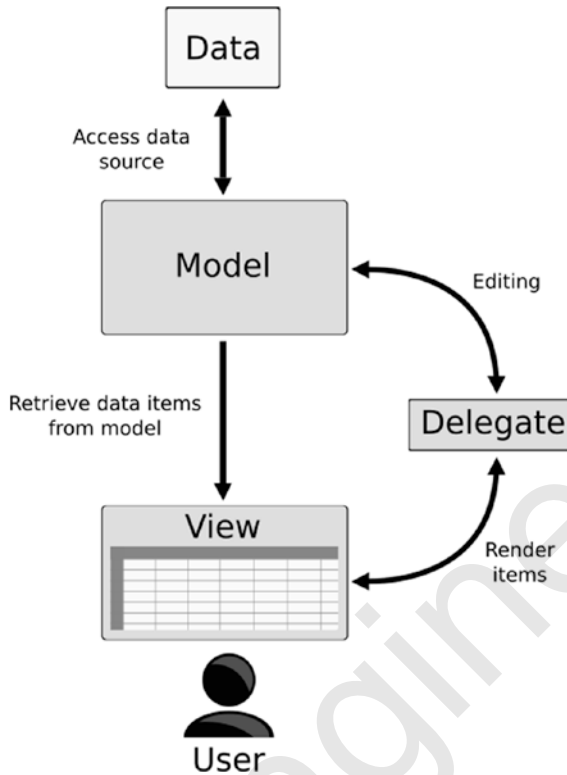 Data
Access data
source
Model
Editing
Retrieve data items
from model
Delegate
View
Render
items
User